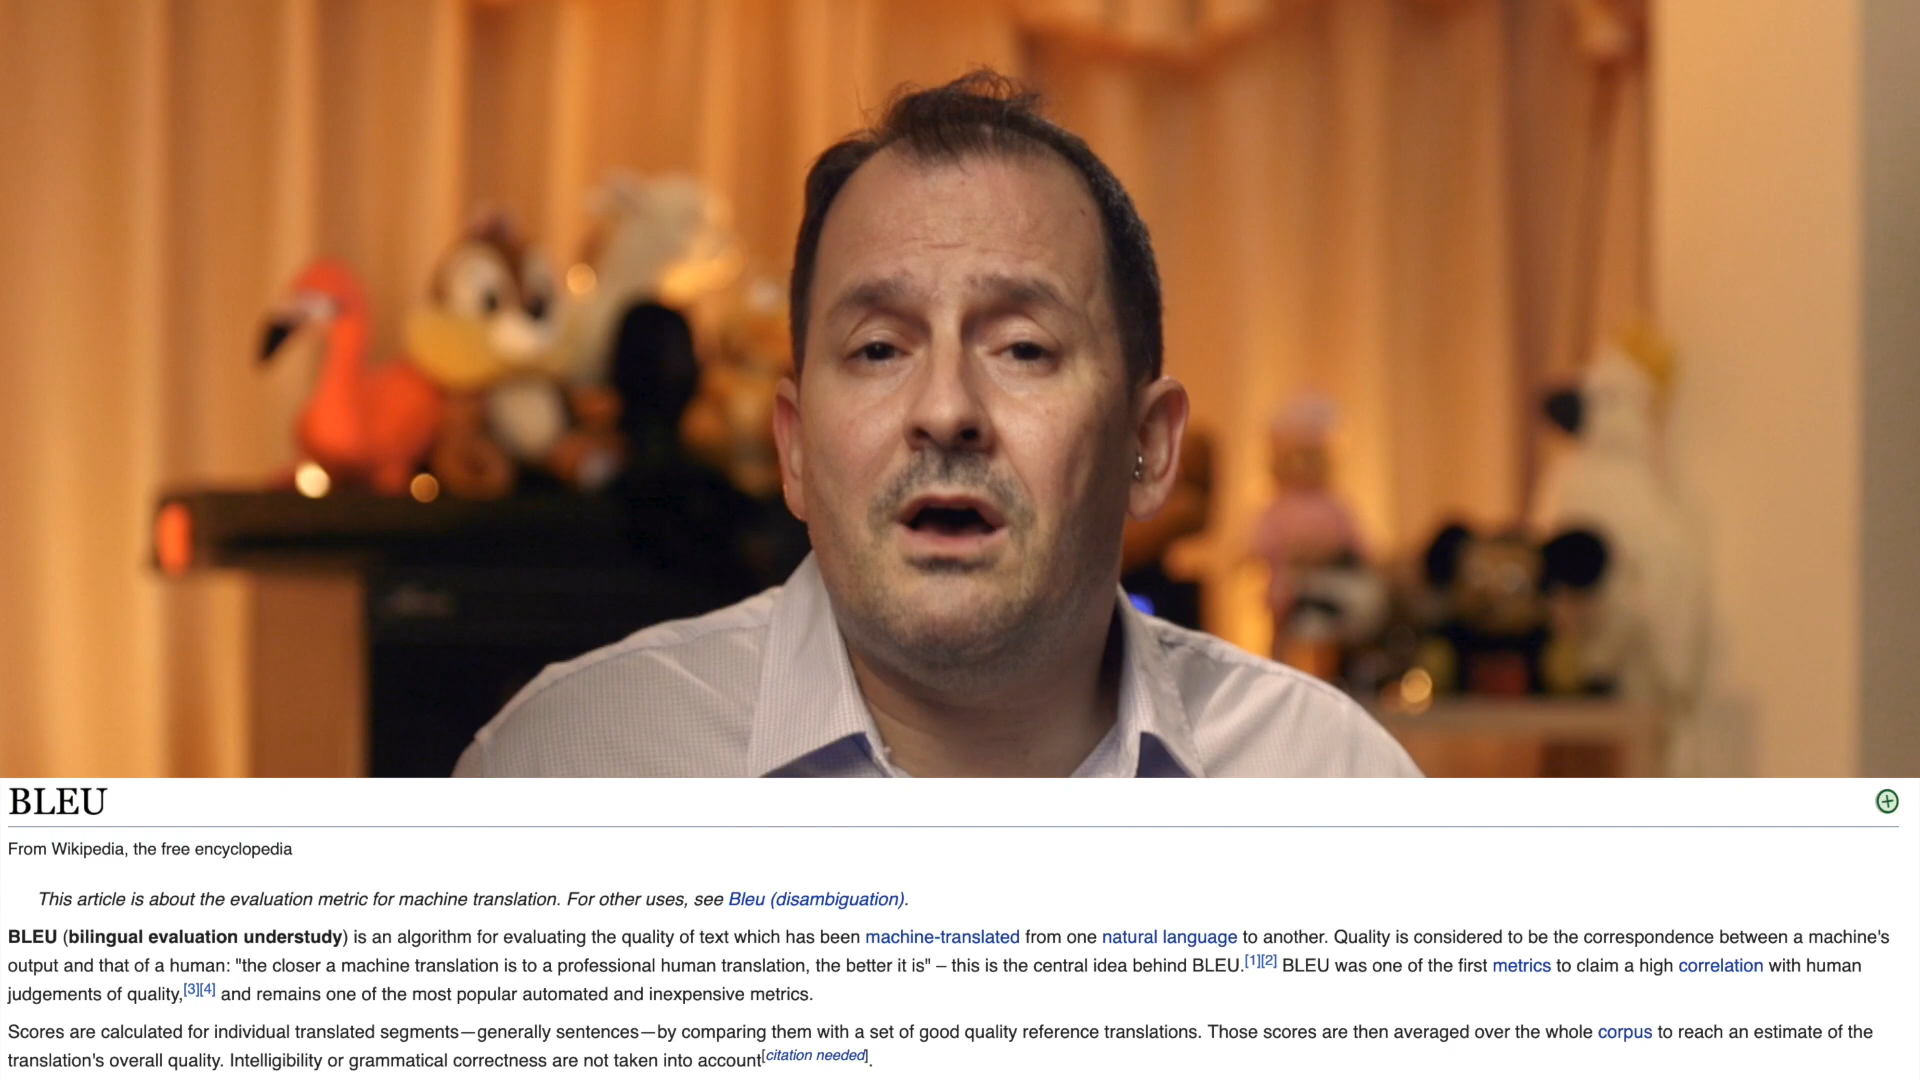 BLEU
From Wikipedia, the free encyclopedia
This article is about the evaluation metric for machine translation. For other uses, see Bleu (disambiguation).
BLEU (bilingual evaluation understudy) is an algorithm for evaluating the quality of text which has been machine-translated from one natural language to another. Quality is considered to be the correspondence between a machine's
output and that of a human: "the closer a machine translation is to a professional human translation, the better it is" – this is the central idea behind BLEU.[1][2] BLEU was one of the first metrics to claim a high correlation with human
judgements of quality,[3][4] and remains one of the most popular automated and inexpensive metrics.
Scores are calculated for individual translated segments—generally sentences—by comparing them with a set of good quality reference translations. Those scores are then averaged over the whole corpus to reach an estimate of the
translation's overall quality. Intelligibility or grammatical correctness are not taken into account[citation needed].